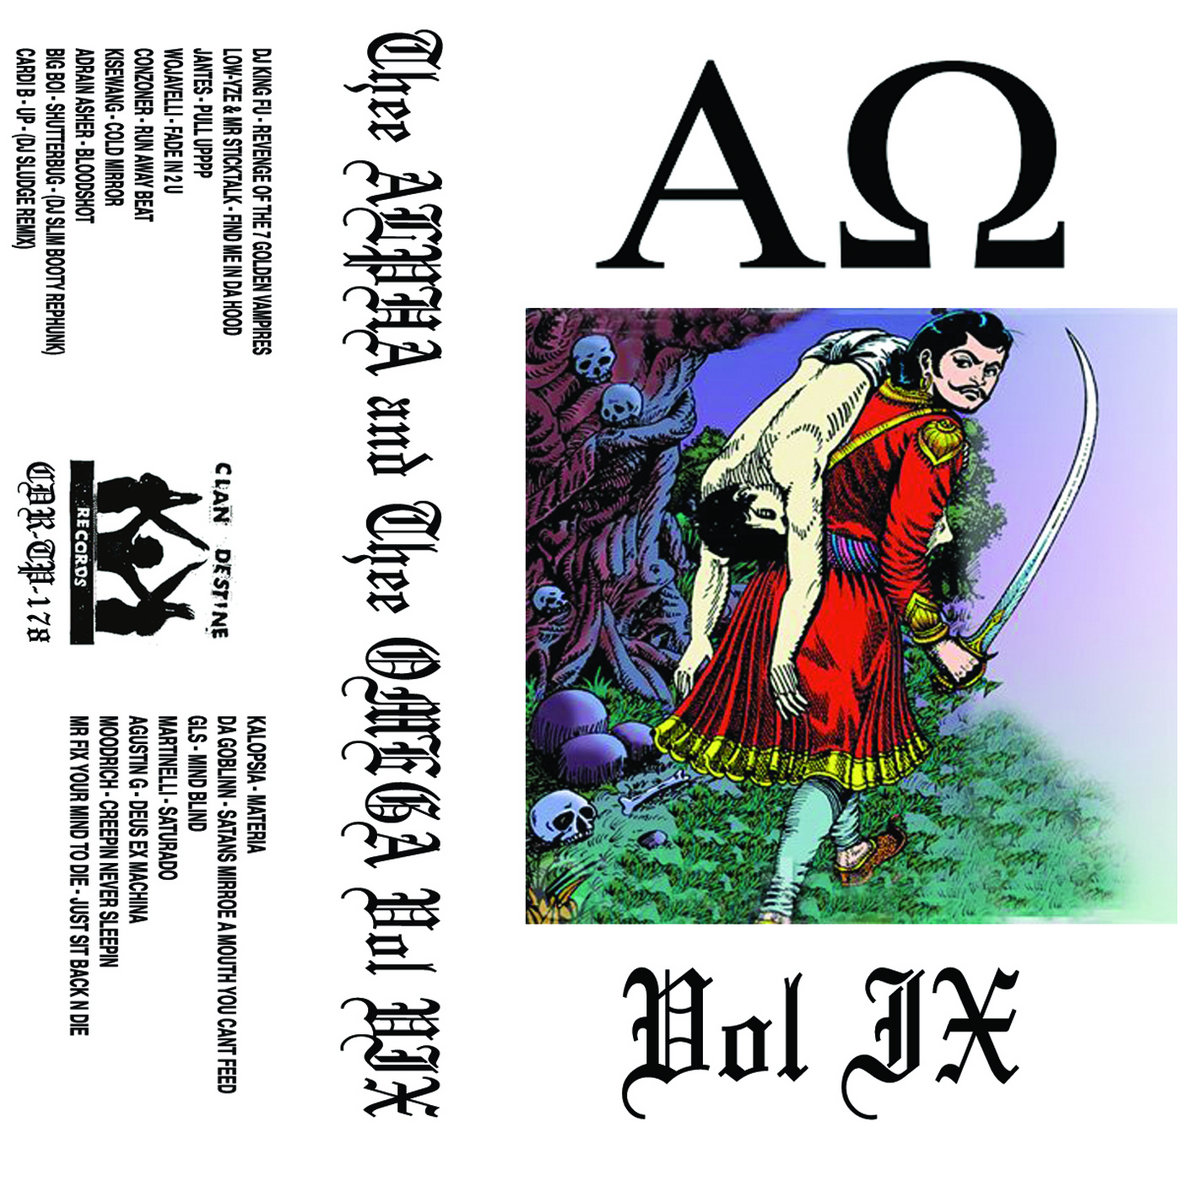 ΑΩ
Vol IX
Thee ALPHA and Thee OMEGA Vol VIX
DJ KING FU - REVENGE OF THE 7 GOLDEN VAMPIRES
LOW-YZE & MR STICKTALK - FIND ME IN DA HOOD
JANTES - PULL UPPPP
WOJAVELLI - FADE IN 2 U
CONZONER - RUN AWAY BEAT
KISEWANG - COLD MIRROR
ADRAIN ASHER - BLOODSHOT
BIG BOI - SHUTTERBUG - (DJ SLIM BOOTY REPHUNK)
CARDI B - UP - (DJ SLUDGE REMIX)
CLAN DESTINE
RECORDS
CDR-TP-178
KALOPSIA - MATERIA
DA GOBLINN - SATANS MIRROE A MOUTH YOU CANT FEED
GLS - MIND BLIND
MARTINELLI - SATURADO
AGUSTIN G - DEUS EX MACHINA
MOODRICH - CREEPIN NEVER SLEEPIN
MR FIX YOUR MIND TO DIE - JUST SIT BACK N DIE